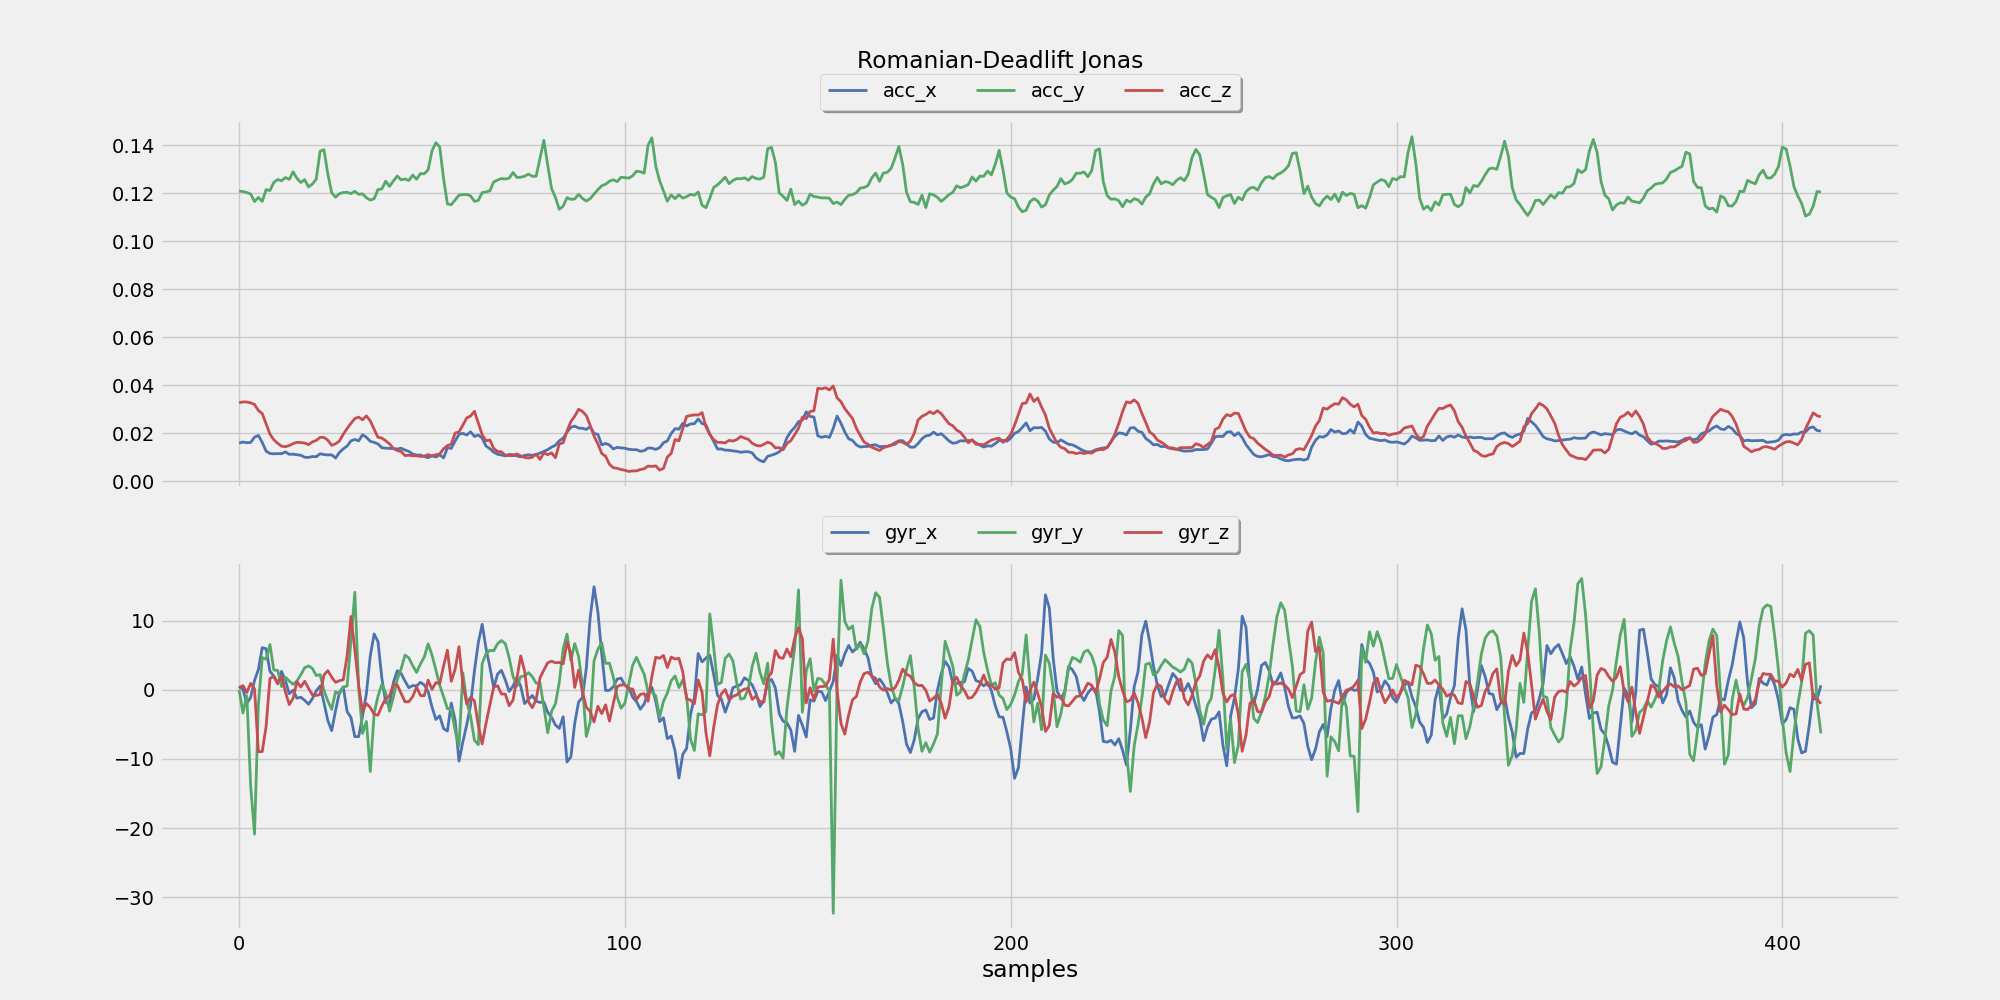 Romanian-Deadlift Jonas
acc_x acc_y acc_z
0.14
0.12
0.10
0.08
0.06
0.04
0.02
0.00
gyr_x gyr_y gyr_z
10
0
−10
−20
−30
0 100 200 300 400
samples